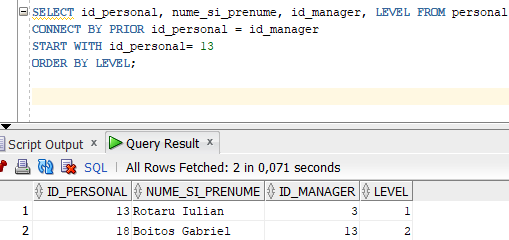 SELECT id_personal, nume_si_prenume, id_manager, LEVEL FROM personal
CONNECT BY PRIOR id_personal = id_manager
START WITH id_personal= 13
ORDER BY LEVEL;
Script Output x Query Result x
SQL | All Rows Fetched: 2 in 0,071 seconds
ID_PERSONAL NUME_SI_PRENUME ID_MANAGER LEVEL
1 13 Rotaru Iulian 3 1
2 18 Boitos Gabriel 13 2